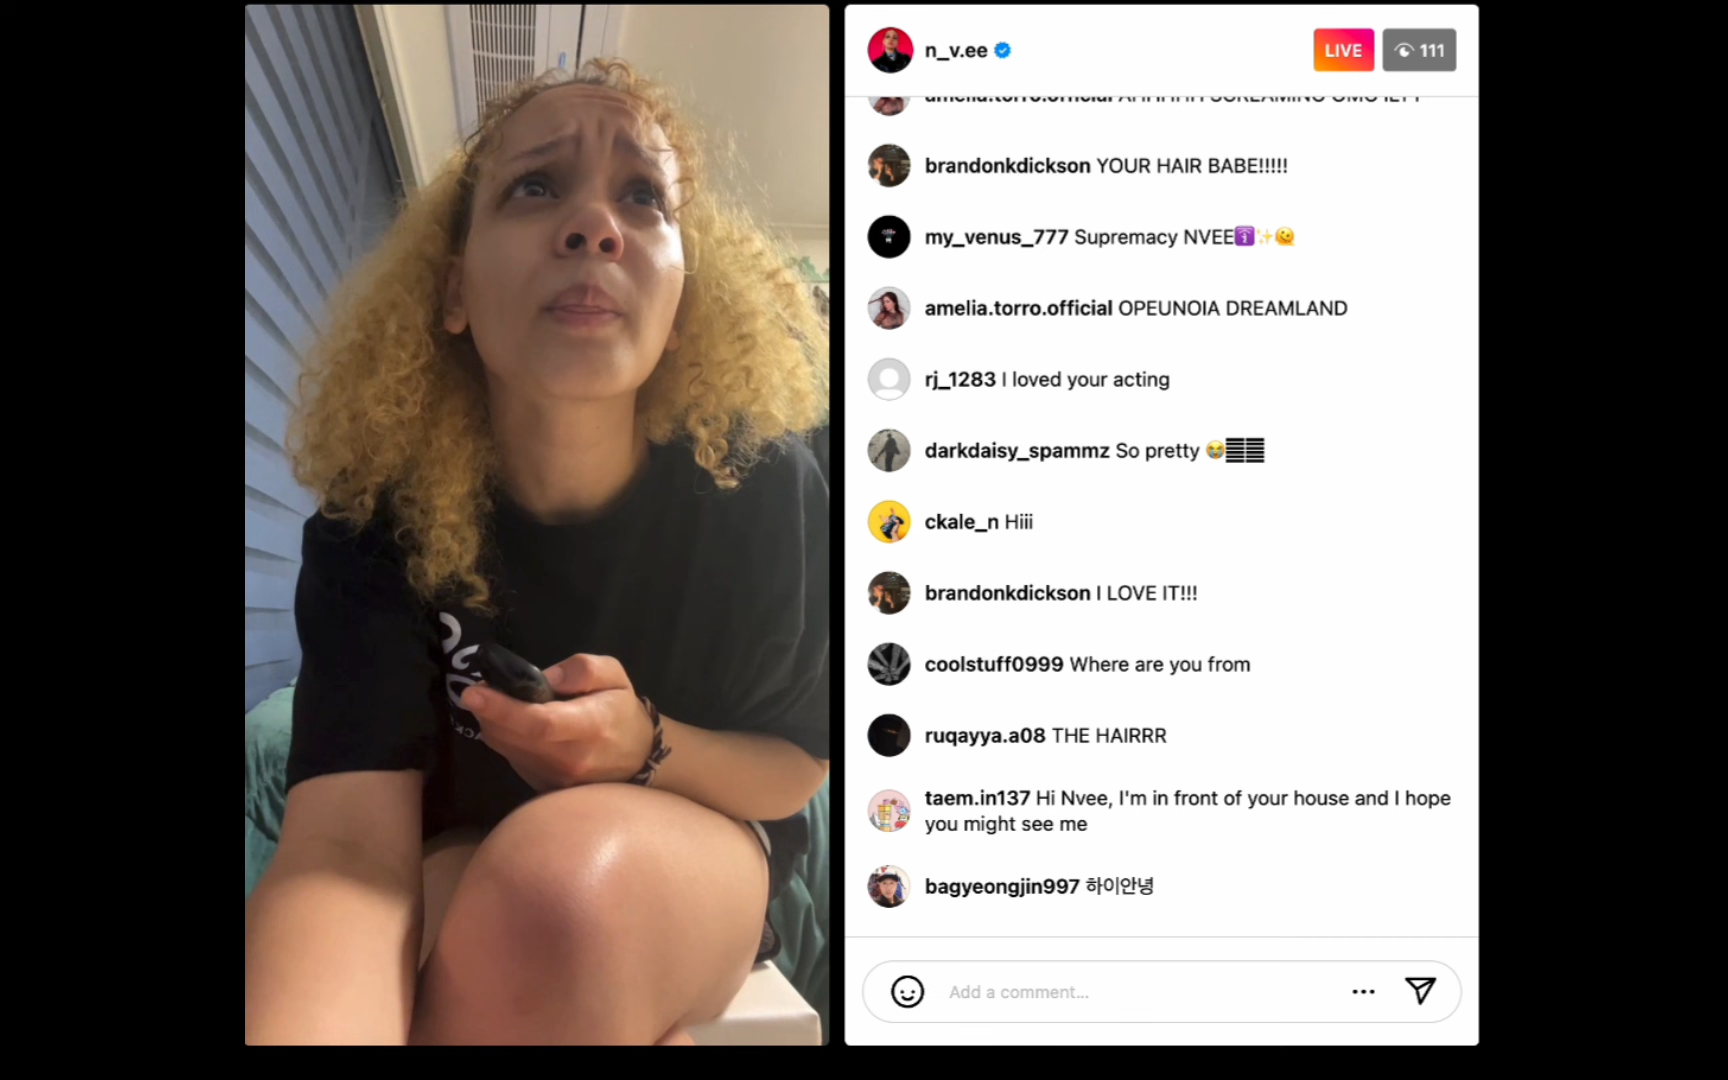 n_v.ee
LIVE
111
brandonkdickson YOUR HAIR BABE!!!!!
my_venus_777 Supremacy NVEE🛐✨🫠
amelia.torro.official OPEUNOIA DREAMLAND
rj_1283 I loved your acting
darkdaisy_spammz So pretty 😭
ckale_n Hiii
brandonkdickson I LOVE IT!!!
coolstuff0999 Where are you from
ruqayya.a08 THE HAIRRR
taem.in137 Hi Nvee, I'm in front of your house and I hope
you might see me
bagyeongjin997 하이안녕
Add a comment...